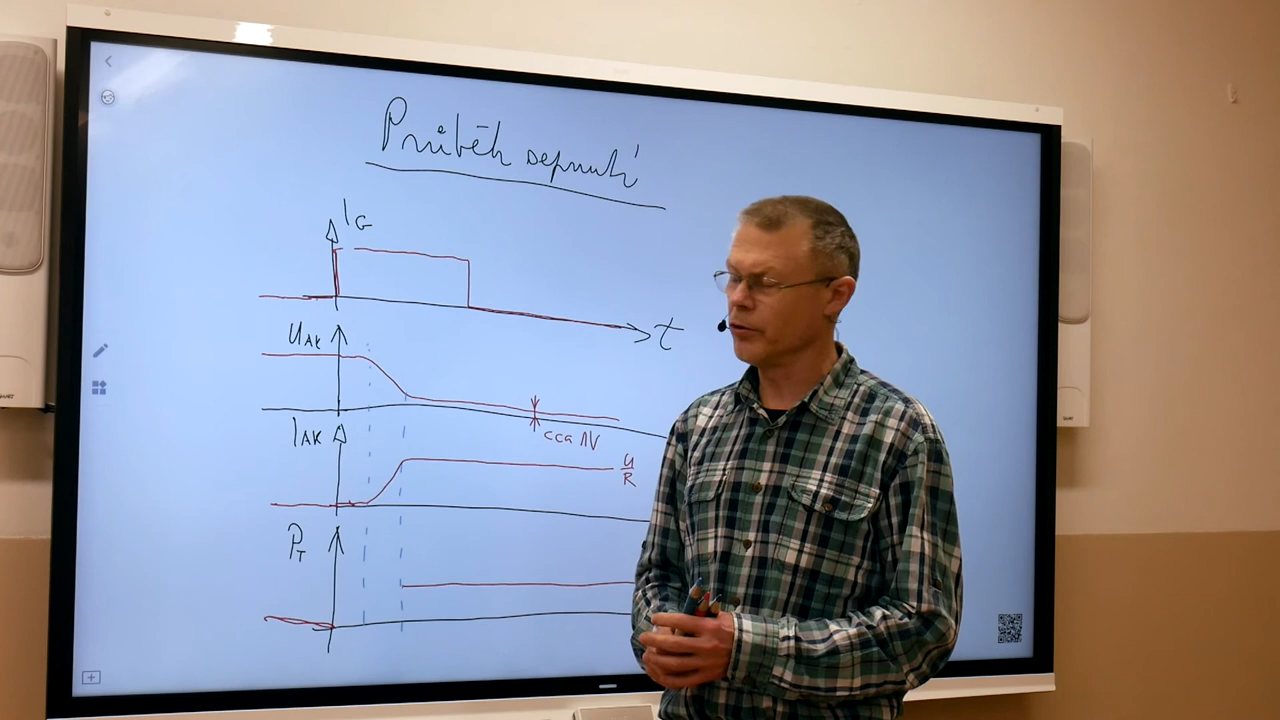 Průběh sepnutí
IG
t
UAK
cca 1V
IAK
U/R
PT